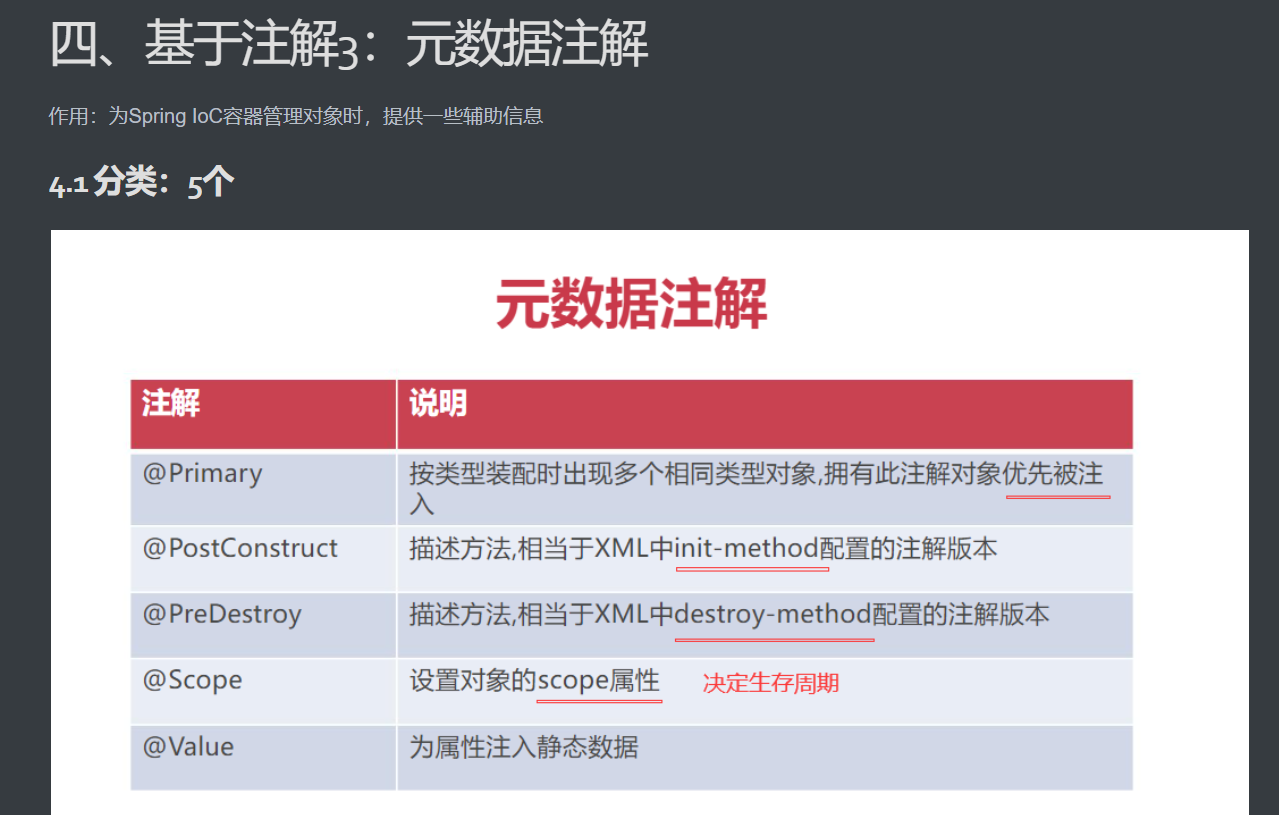 四、基于注解3：元数据注解
作用：为Spring IoC容器管理对象时，提供一些辅助信息
4.1 分类：5个
元数据注解
注解 说明
@Primary 按类型装配时出现多个相同类型对象,拥有此注解对象优先被注
入
@PostConstruct 描述方法,相当于XML中init-method配置的注解版本
@PreDestroy 描述方法,相当于XML中destroy-method配置的注解版本
@Scope 设置对象的scope属性 决定生存周期
@Value 为属性注入静态数据